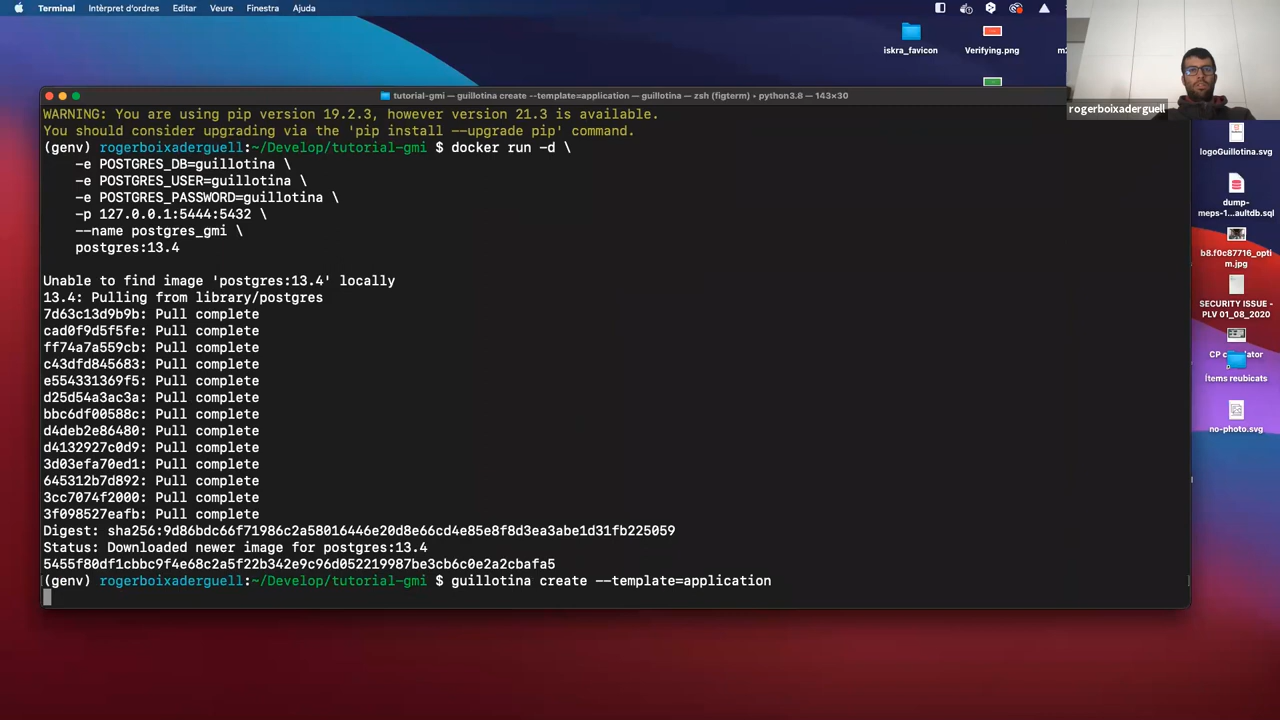 Terminal Intèrpret d'ordres Editar Veure Finestra Ajuda
iskra_favicon
Verifying.png
rogerboixaderguell
tutorial-gmi — guillotina create --template=application — guillotina — zsh (figterm) • python3.8 — 143×30
WARNING: You are using pip version 19.2.3, however version 21.3 is available.
You should consider upgrading via the 'pip install --upgrade pip' command.
(genv) rogerboixaderguell:~/Develop/tutorial-gmi $ docker run -d \
-e POSTGRES_DB=guillotina \
-e POSTGRES_USER=guillotina \
-e POSTGRES_PASSWORD=guillotina \
-p 127.0.0.1:5444:5432 \
--name postgres_gmi \
postgres:13.4
Unable to find image 'postgres:13.4' locally
13.4: Pulling from library/postgres
7d63c13d9b9b: Pull complete
cad0f9d5f5fe: Pull complete
ff74a7a559cb: Pull complete
c43dfd845683: Pull complete
e554331369f5: Pull complete
d25d54a3ac3a: Pull complete
bbc6df00588c: Pull complete
d4deb2e86480: Pull complete
d4132927c0d9: Pull complete
3d03efa70ed1: Pull complete
645312b7d892: Pull complete
3cc7074f2000: Pull complete
3f098527eafb: Pull complete
Digest: sha256:9d86bdc66f71986c2a58016446e20d8e66cd4e85e8f8d3ea3abe1d31fb225059
Status: Downloaded newer image for postgres:13.4
5455f80df1cbbc9f4e68c2a5f22b342e9c96d052219987be3cb6c0e2a2cbafa5
(genv) rogerboixaderguell:~/Develop/tutorial-gmi $ guillotina create --template=application
logoGuillotina.svg
dump-
meps-1...aultdb.sql
b8.f0c87716_opti
m.jpg
SECURITY ISSUE -
PLV 01_08_2020
Ítems reubicats
no-photo.svg